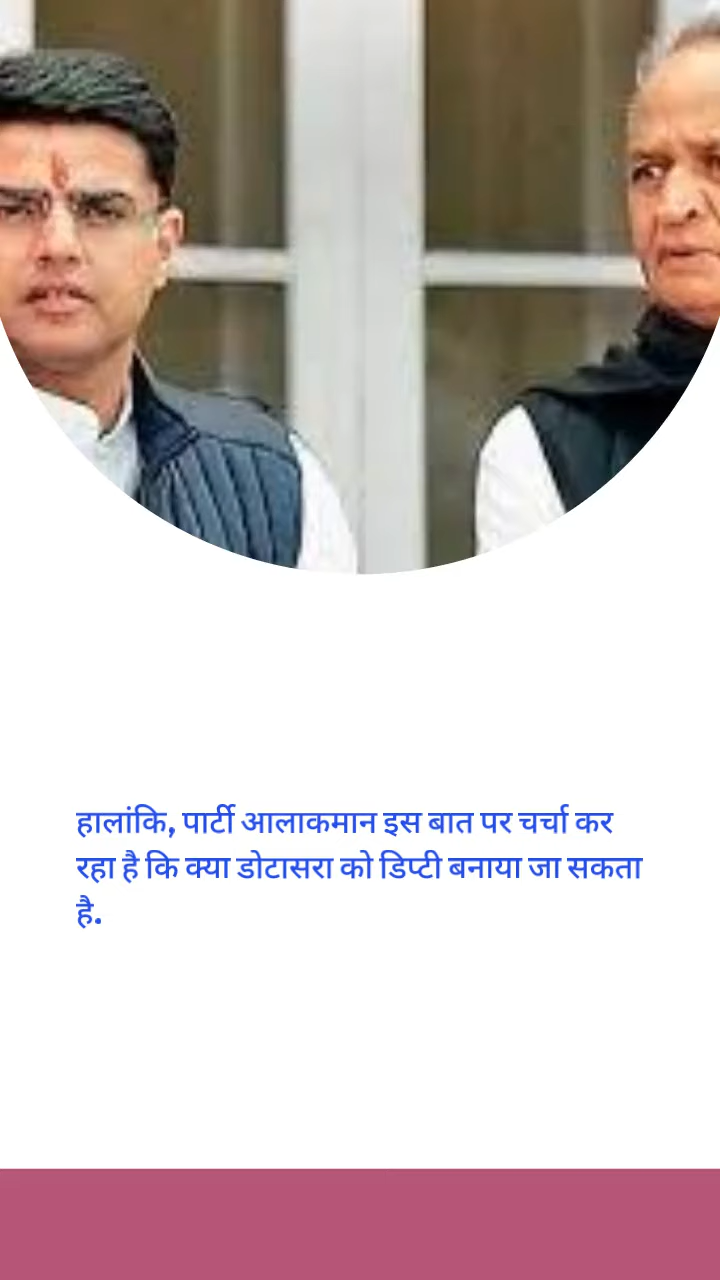 हालांकि, पार्टी आलाकमान इस बात पर चर्चा कर
रहा है कि क्या डोटासरा को डिप्टी बनाया जा सकता
है.